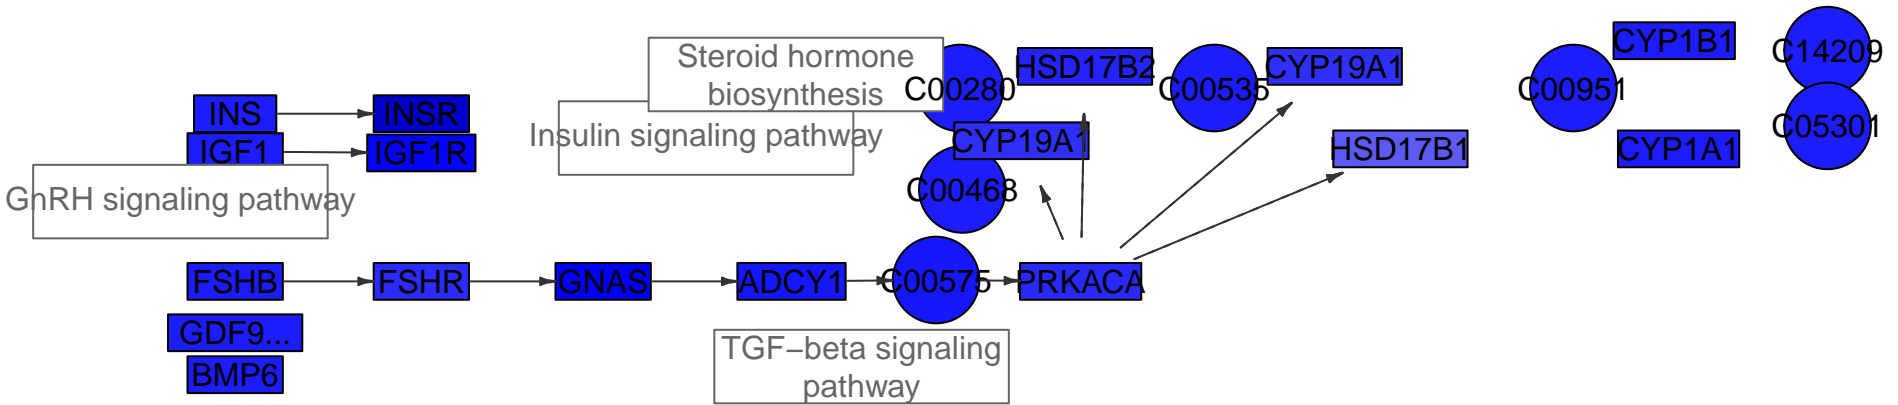 Steroid hormone
biosynthesis
C00280
HSD17B2
C00535
CYP19A1
C00951
CYP1B1
C14209
INS
INSR
Insulin signaling pathway
CYP19A1
HSD17B1
CYP1A1
C05301
IGF1
IGF1R
GnRH signaling pathway
C00468
FSHB
FSHR
GNAS
ADCY1
C00575
PRKACA
GDF9...
BMP6
TGF−beta signaling
pathway